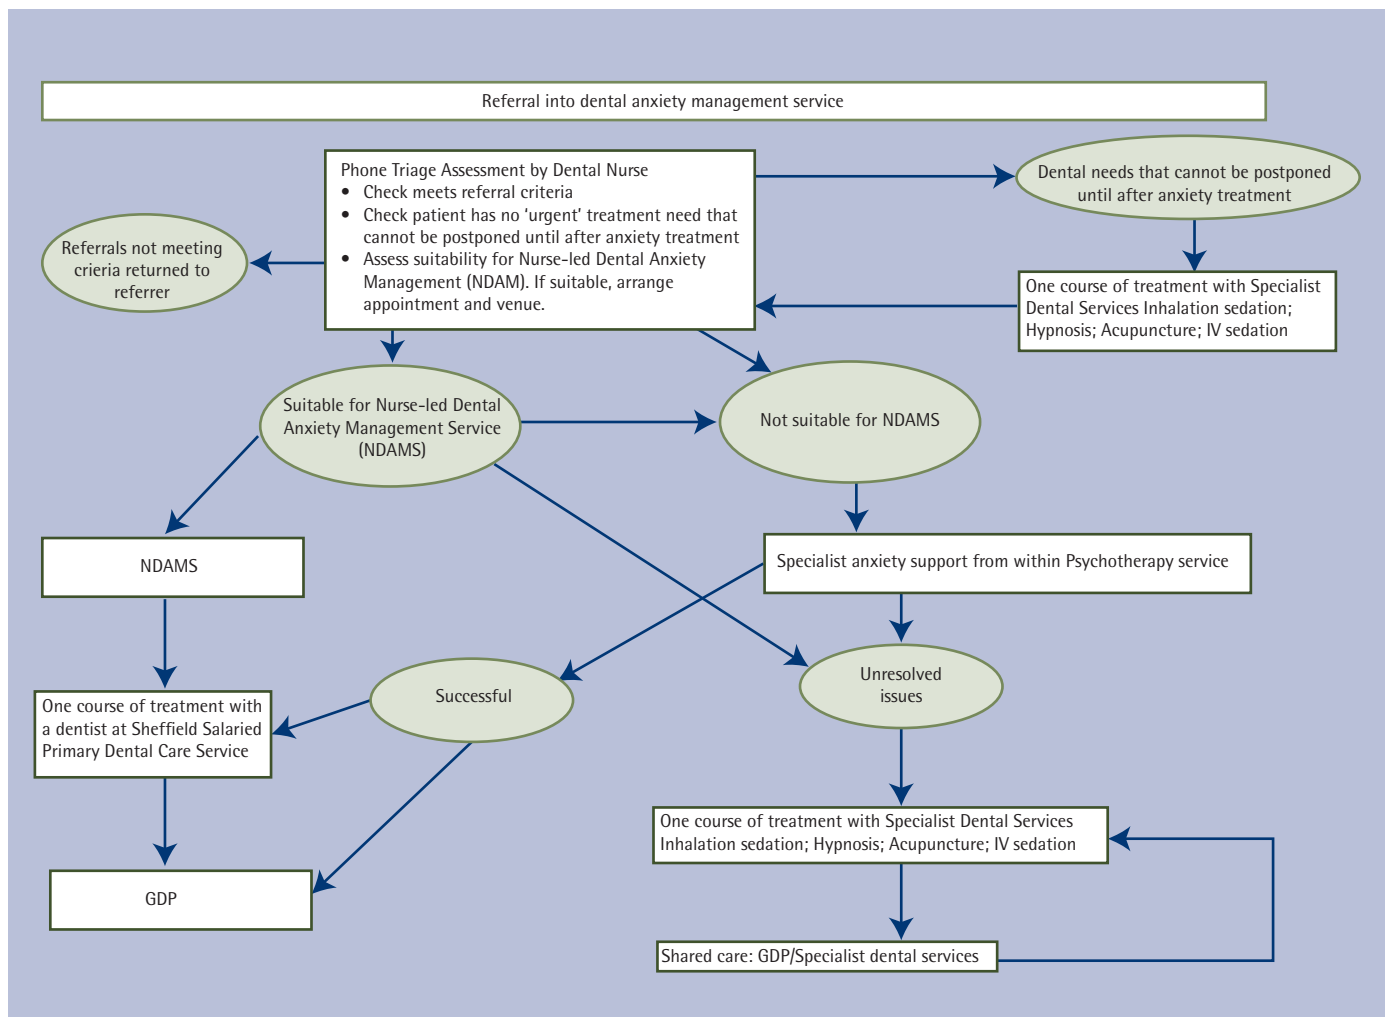 Referral into dental anxiety management service
Phone Triage Assessment by Dental Nurse
• Check meets referral criteria
• Check patient has no ‘urgent’ treatment need that
cannot be postponed until after anxiety treatment
• Assess suitability for Nurse-led Dental Anxiety
Management (NDAM). If suitable, arrange
appointment and venue.
Dental needs that cannot be postponed
until after anxiety treatment
Referrals not meeting
crieria returned to
referrer
One course of treatment with Specialist
Dental Services Inhalation sedation;
Hypnosis; Acupuncture; IV sedation
Suitable for Nurse-led Dental
Anxiety Management Service
(NDAMS)
Not suitable for NDAMS
NDAMS
Specialist anxiety support from within Psychotherapy service
Successful
Unresolved
issues
One course of treatment with
a dentist at Sheffield Salaried
Primary Dental Care Service
One course of treatment with Specialist Dental Services
Inhalation sedation; Hypnosis; Acupuncture; IV sedation
GDP
Shared care: GDP/Specialist dental services